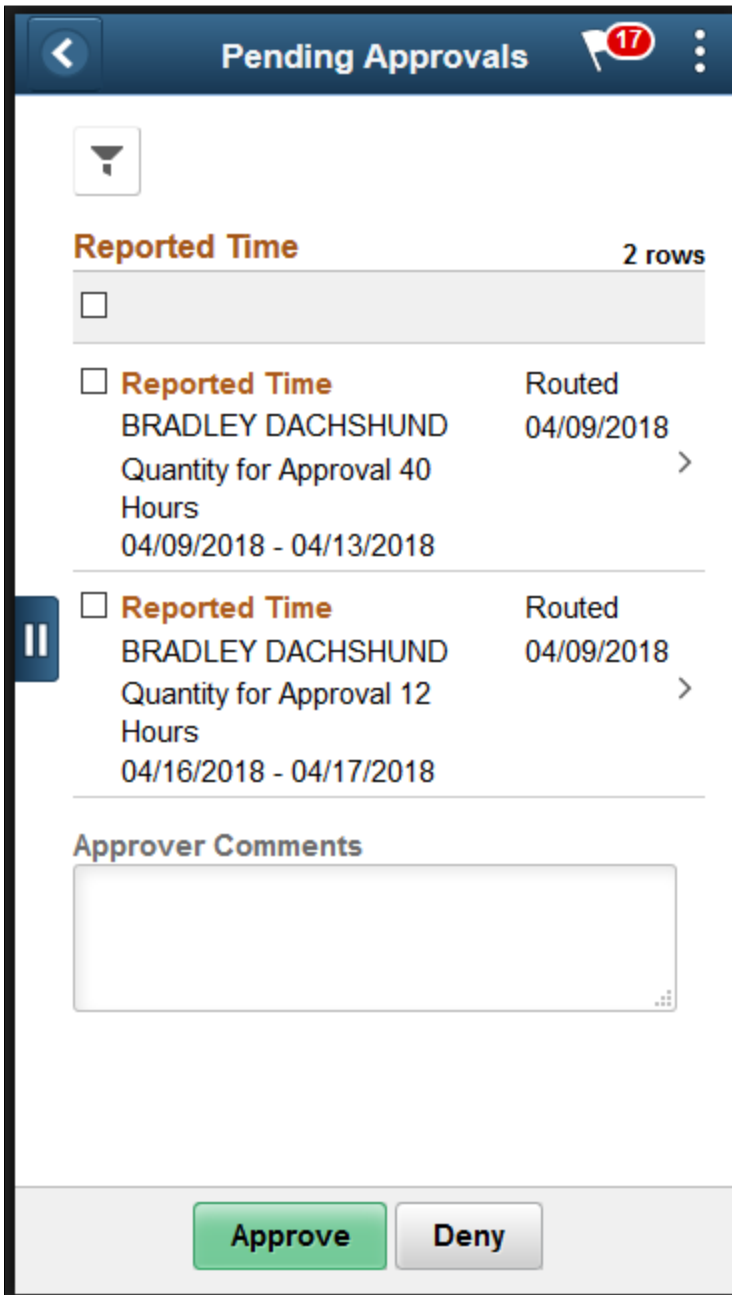 Pending Approvals 17
Reported Time 2 rows
Reported Time Routed
BRADLEY DACHSHUND 04/09/2018
Quantity for Approval 40
Hours
04/09/2018 - 04/13/2018
Reported Time Routed
BRADLEY DACHSHUND 04/09/2018
Quantity for Approval 12
Hours
04/16/2018 - 04/17/2018
Approver Comments
Approve Deny